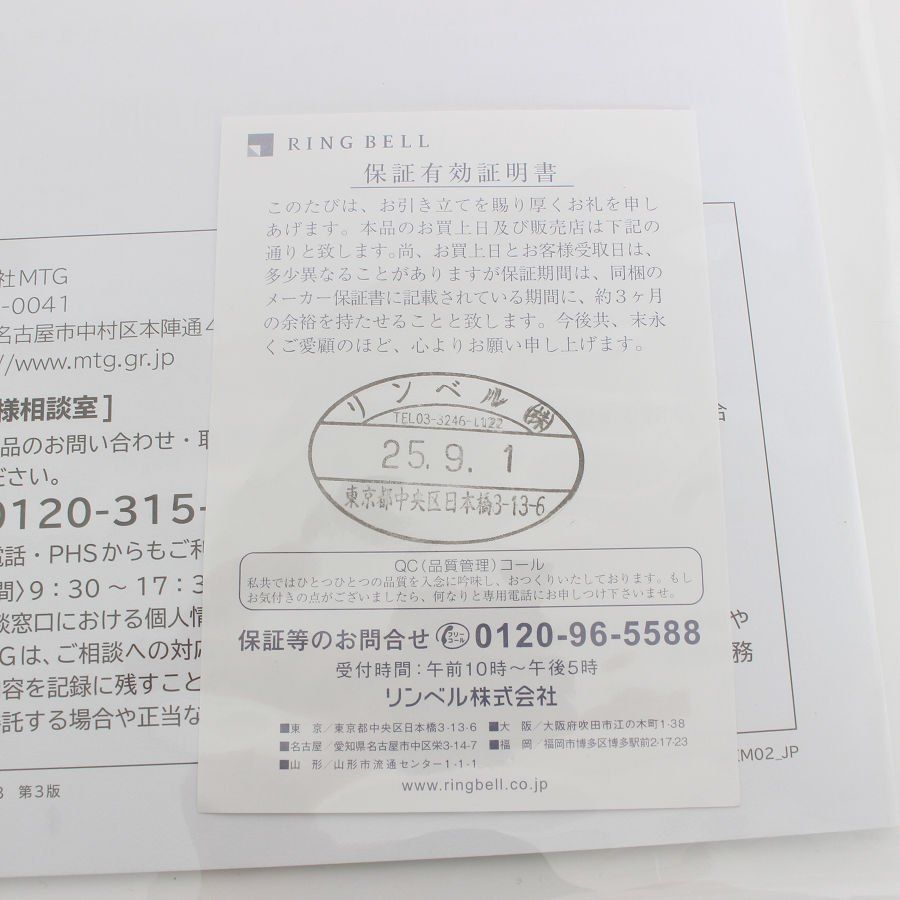 RING BELL
保証有効証明書
このたびは、お引き立てを賜り厚くお礼を申し
あげます。本品のお買上日及び販売店は下記の
通りと致します。尚、お買上日とお客様受取日は、
多少異なることがありますが保証期間は、同梱の
メーカー保証書に記載されている期間に、約3ヶ月
の余裕を持たせることと致します。今後共、末永
くご愛顧のほど、心よりお願い申し上げます。
リンベル㈱
TEL03-3246-1122
25.9.1
東京都中央区日本橋3-13-6
QC(品質管理)コール
私共ではひとつひとつの品質を入念に吟味し、おつくりいたしております。もし
お気付きの点がございましたら、何なりと専用電話にお申しつけ下さいませ。
保証等のお問合せ フリーコール 0120-96-5588
受付時間:午前10時〜午後5時
リンベル株式会社
■東 京/東京都中央区日本橋3-13-6 ■大 阪/大阪府吹田市江の木町1-38
■名古屋/愛知県名古屋市中区栄3-14-7 ■福 岡/福岡市博多区博多駅前2-17-23
■山 形/山形市流通センター1-1-1
www.ringbell.co.jp
社MTG
-0041
名古屋市中村区本陣通4
//www.mtg.gr.jp
様相談室]
品のお問い合わせ・取
ださい。
0120-315-
電話・PHSからもご利
間〉9:30〜17:3
談窓口における個人情
Gは、ご相談への対応
内容を記録に残すこと
託する場合や正当な
合
や
務
M02_JP
3 第3版